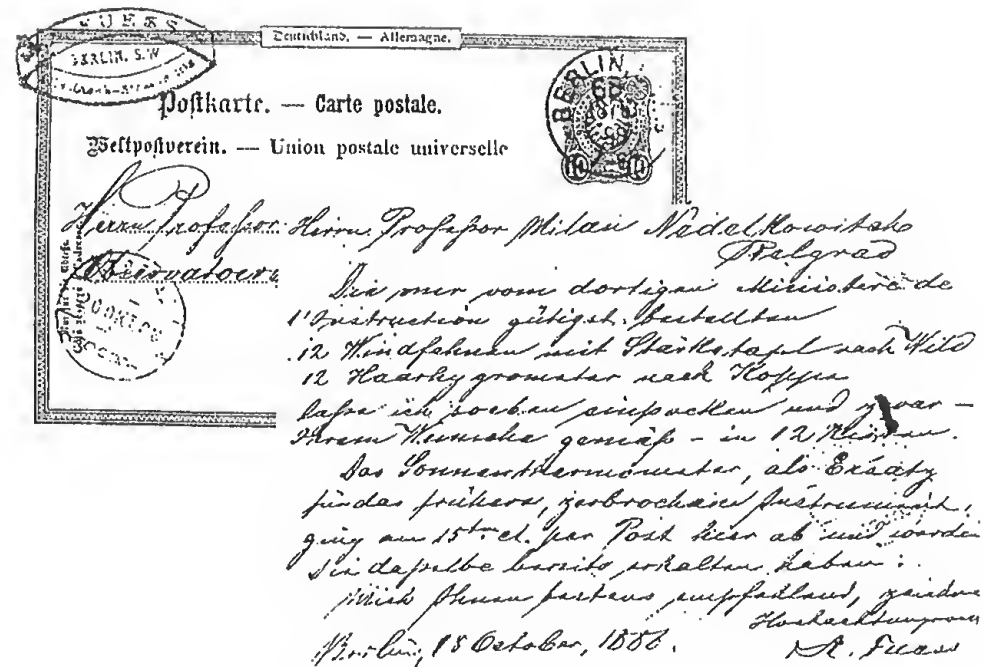 FUESS
BERLIN. S.W
Deutschland. — Allemagne.
BERLIN
Postkarte. — Carte postale.
Weltpostverein. — Union postale universelle
10 10
Herrn Professor
Observatoriu
Herrn Professor Milan Nedelkowitsch
Belgrad
Die mir vom dortigen Ministère de
l'Instruction gütigst bestellten
12 Windfahnen mit Stärketafel nach Wild
12 Haarhygrometer nach Koppe
lasse ich soeben einpacken und zwar –
Ihrem Wunsche gemäß – in 12 Kisten.
Das Sonnenthermometer, als Ersatz
für das frühere, zerbrochene Instrument,
ging am 15ten ct. per Post hier ab und werden
Sie dasselbe bereits erhalten haben.
Mich Ihnen bestens empfehlend, zeichne
Hochachtungsvoll
Berlin, 18 October, 1886. R. Fuess